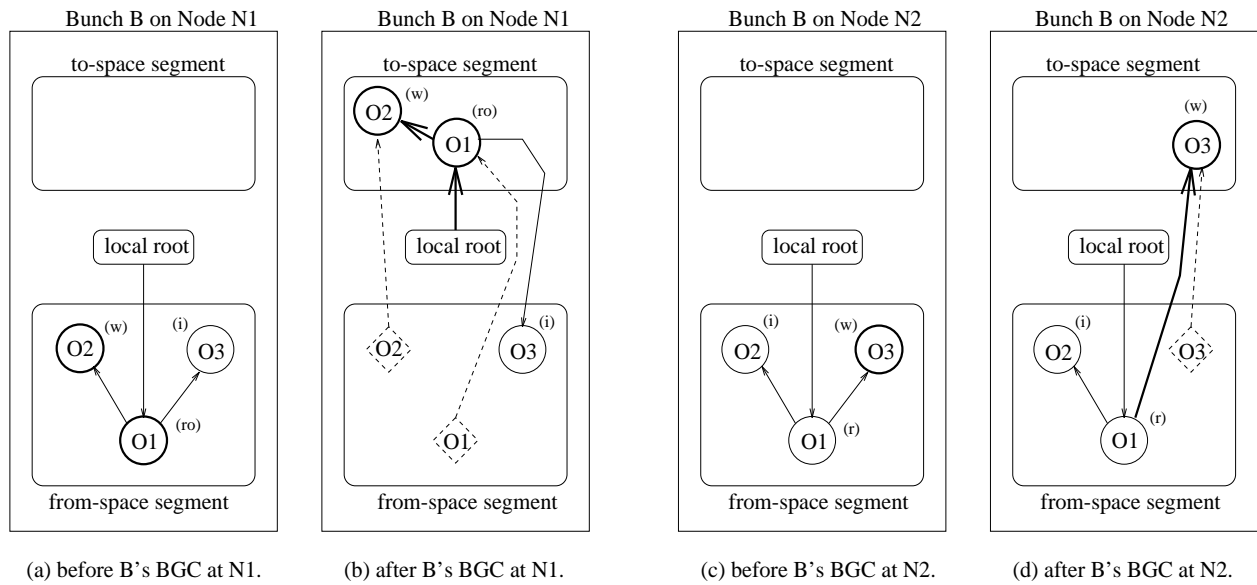 Bunch B on Node N1
to-space segment
local root
(w)
(i)
O2
O3
O1
(ro)
from-space segment
(a) before B's BGC at N1.
Bunch B on Node N1
to-space segment
(w)
(ro)
O2
O1
local root
(i)
O2
O3
O1
from-space segment
(b) after B's BGC at N1.
Bunch B on Node N2
to-space segment
local root
(i)
(w)
O2
O3
O1
(r)
from-space segment
(c) before B's BGC at N2.
Bunch B on Node N2
to-space segment
(w)
O3
local root
(i)
O2
O3
O1
(r)
from-space segment
(d) after B's BGC at N2.